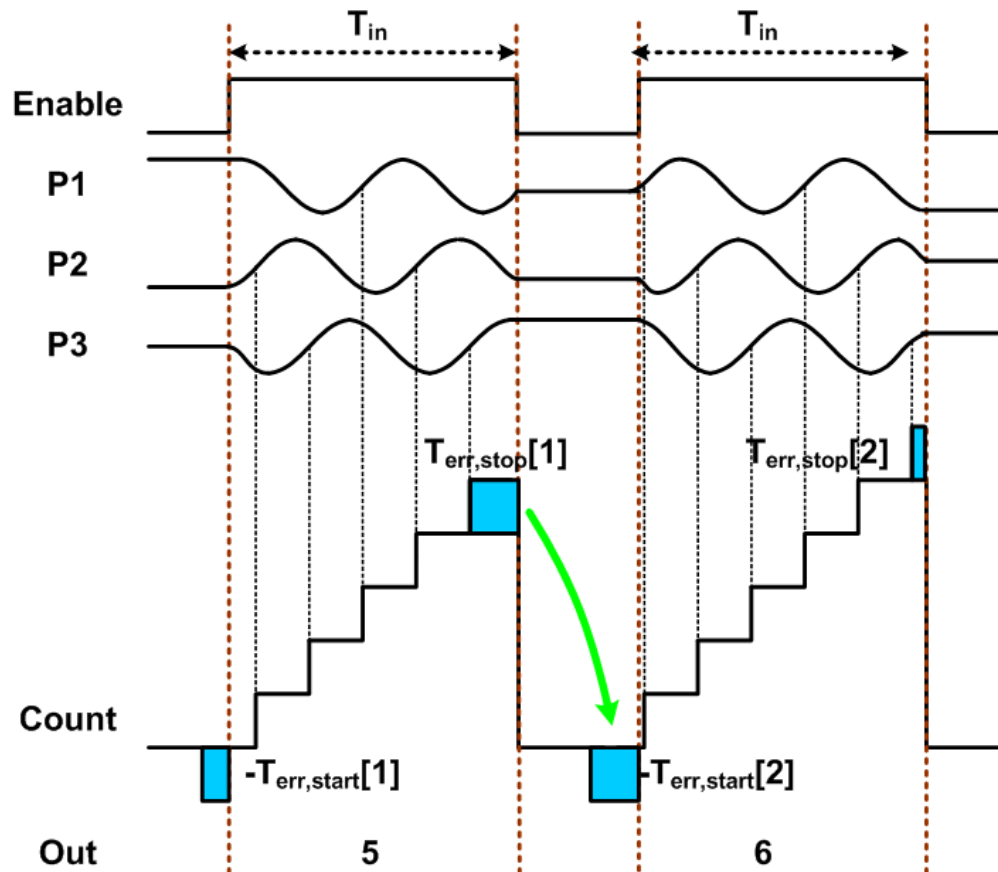 Tin Tin
Enable
P1
P2
P3
Terr,stop[1] Terr,stop[2]
Count
-Terr,start[1] -Terr,start[2]
Out 5 6